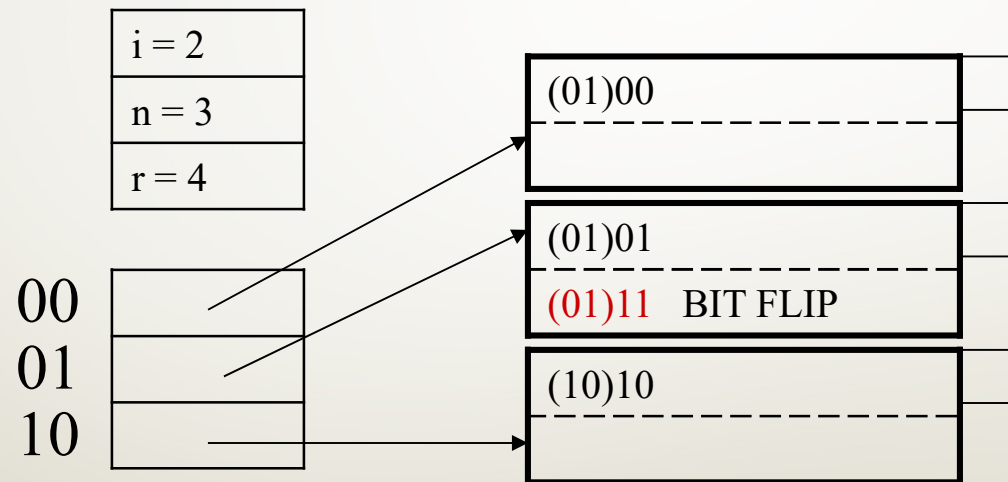 i = 2
n = 3
r = 4
00
01
10
(01)00
(01)01
(01)11 BIT FLIP
(10)10